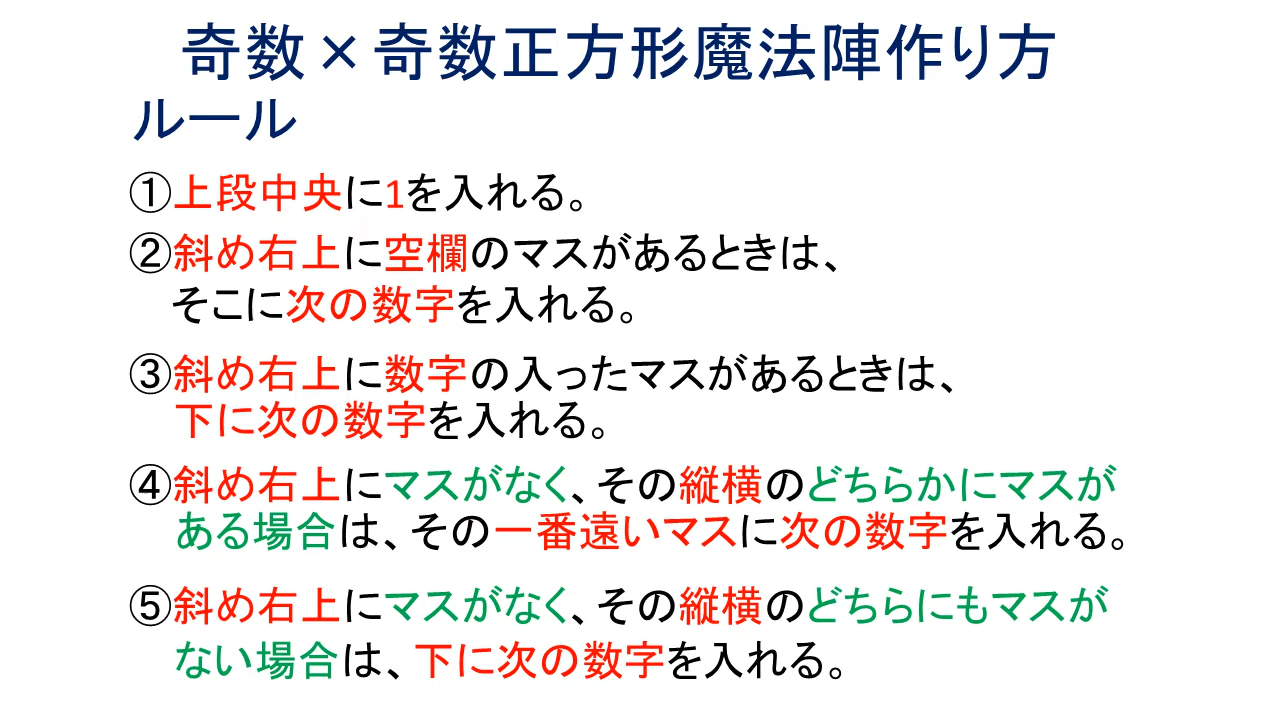 奇数×奇数正方形魔法陣作り方
ルール
①上段中央に1を入れる。
②斜め右上に空欄のマスがあるときは、
そこに次の数字を入れる。
③斜め右上に数字の入ったマスがあるときは、
下に次の数字を入れる。
④斜め右上にマスがなく、その縦横のどちらかにマスが
ある場合は、その一番遠いマスに次の数字を入れる。
⑤斜め右上にマスがなく、その縦横のどちらにもマスが
ない場合は、下に次の数字を入れる。